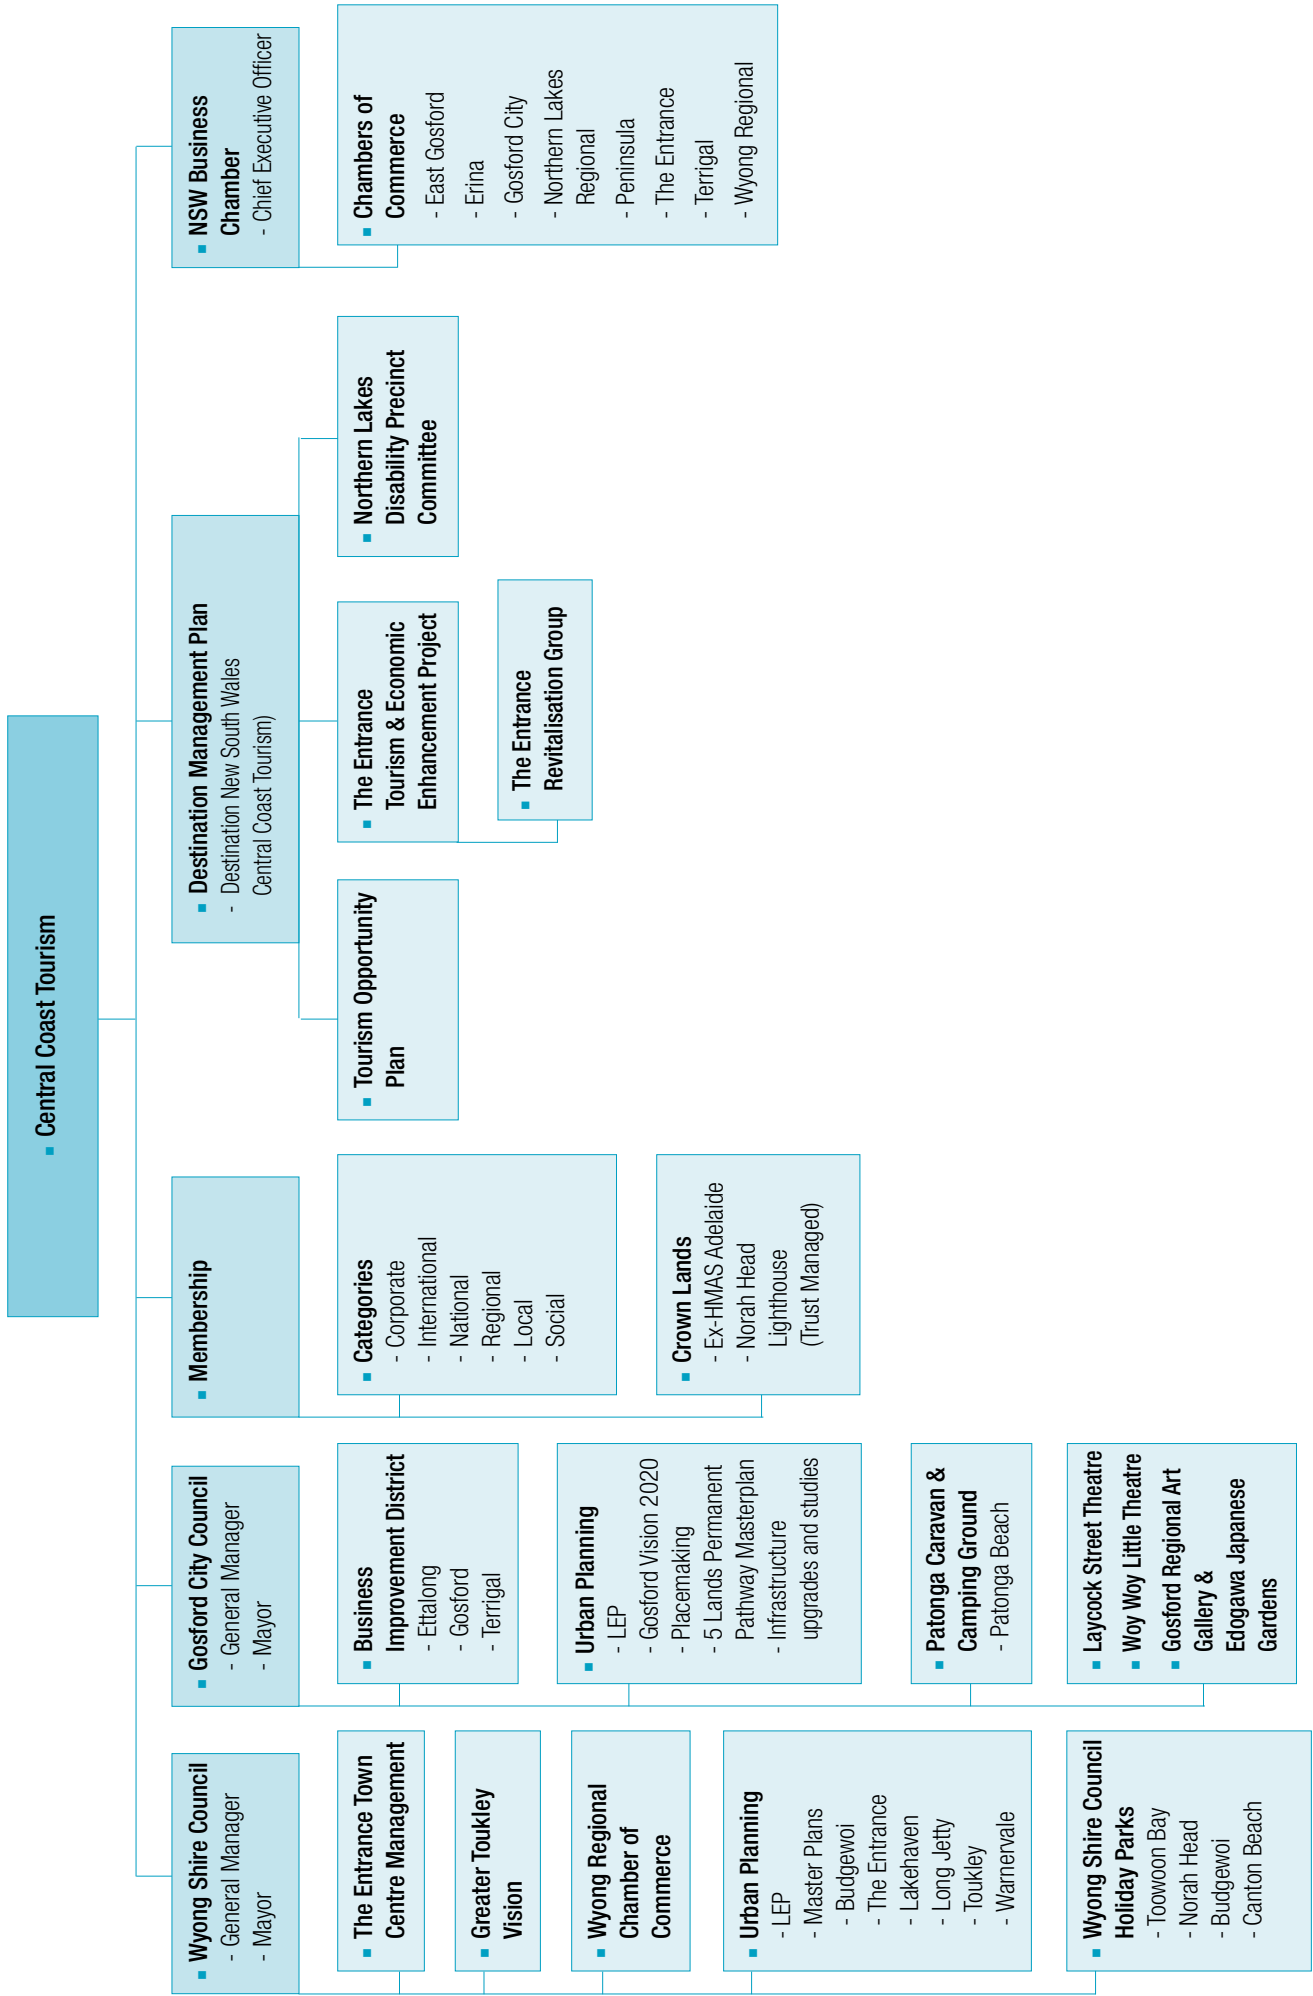 ▪ Central Coast Tourism
▪ Wyong Shire Council
- General Manager
- Mayor
▪ The Entrance Town
Centre Management
▪ Greater Toukley
Vision
▪ Wyong Regional
Chamber of
Commerce
▪ Urban Planning
- LEP
- Master Plans
- Budgewoi
- The Entrance
- Lakehaven
- Long Jetty
- Toukley
- Warnervale
▪ Wyong Shire Council
Holiday Parks
- Toowoon Bay
- Norah Head
- Budgewoi
- Canton Beach
▪ Gosford City Council
- General Manager
- Mayor
▪ Business
Improvement District
- Ettalong
- Gosford
- Terrigal
▪ Urban Planning
- LEP
- Gosford Vision 2020
- Placemaking
- 5 Lands Permanent
Pathway Masterplan
- Infrastructure
upgrades and studies
▪ Patonga Caravan &
Camping Ground
- Patonga Beach
▪ Laycock Street Theatre
▪ Woy Woy Little Theatre
▪ Gosford Regional Art
Gallery &
Edogawa Japanese
Gardens
▪ Membership
▪ Categories
- Corporate
- International
- National
- Regional
- Local
- Social
▪ Crown Lands
- Ex-HMAS Adelaide
- Norah Head
Lighthouse
(Trust Managed)
▪ Destination Management Plan
- Destination New South Wales
Central Coast Tourism)
▪ Tourism Opportunity
Plan
▪ The Entrance
Tourism & Economic
Enhancement Project
▪ The Entrance
Revitalisation Group
▪ Northern Lakes
Disability Precinct
Committee
▪ NSW Business
Chamber
- Chief Executive Officer
▪ Chambers of
Commerce
- East Gosford
- Erina
- Gosford City
- Northern Lakes
Regional
- Peninsula
- The Entrance
- Terrigal
- Wyong Regional